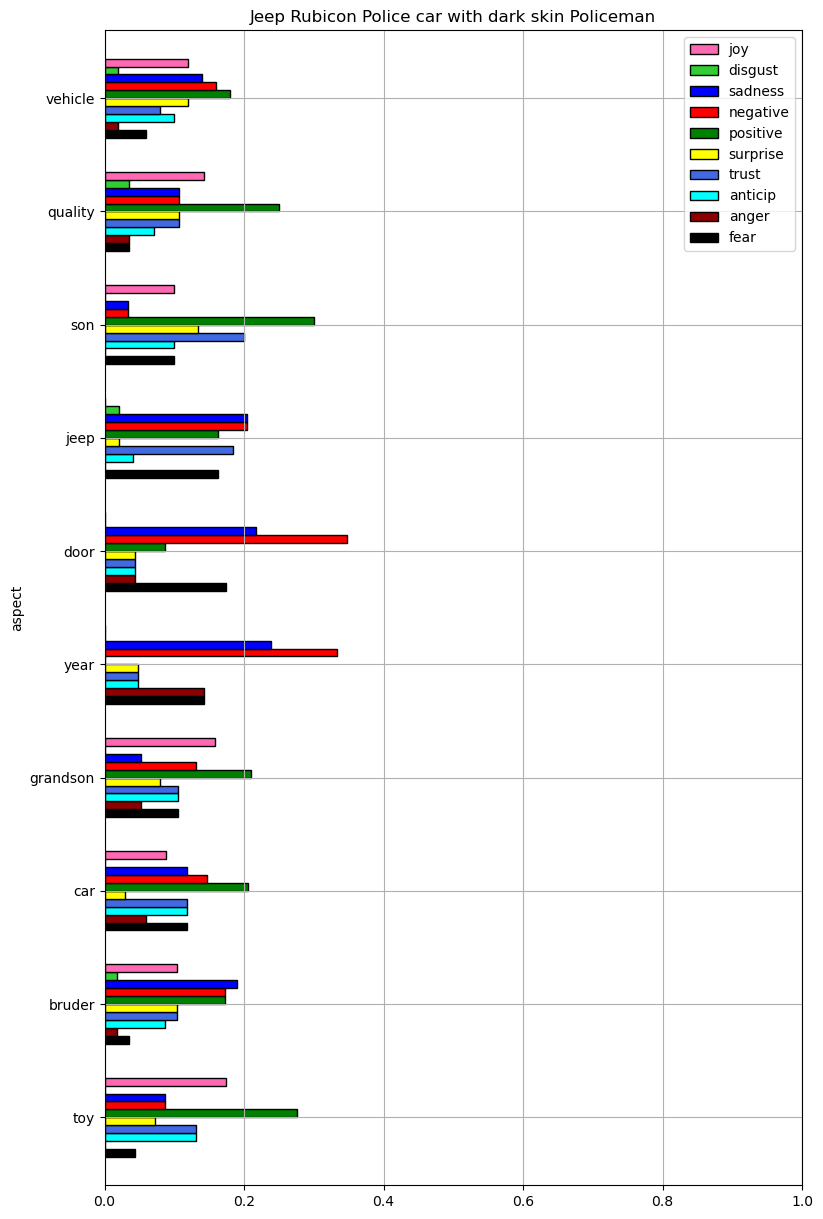 Jeep Rubicon Police car with dark skin Policeman
joy
disgust
sadness
negative
positive
surprise
trust
anticip
anger
fear
vehicle
quality
son
jeep
door
year
grandson
car
bruder
toy
aspect
0.0 0.2 0.4 0.6 0.8 1.0